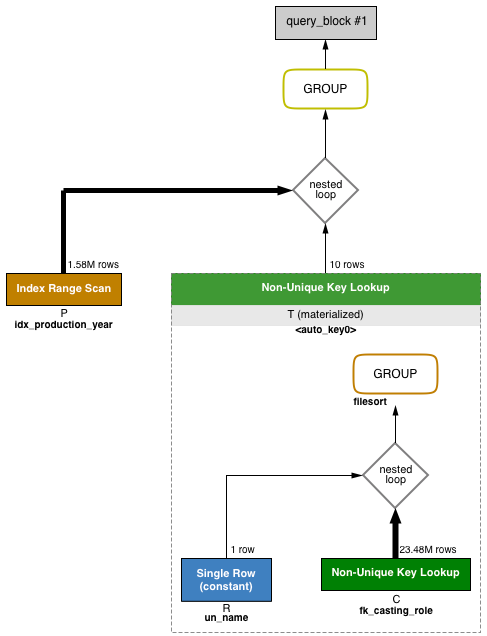 query_block #1
GROUP
nested
loop
1.58M rows
10 rows
Index Range Scan
P
idx_production_year
Non-Unique Key Lookup
T (materialized)
<auto_key0>
GROUP
filesort
nested
loop
1 row
23.48M rows
Single Row
(constant)
R
un_name
Non-Unique Key Lookup
C
fk_casting_role